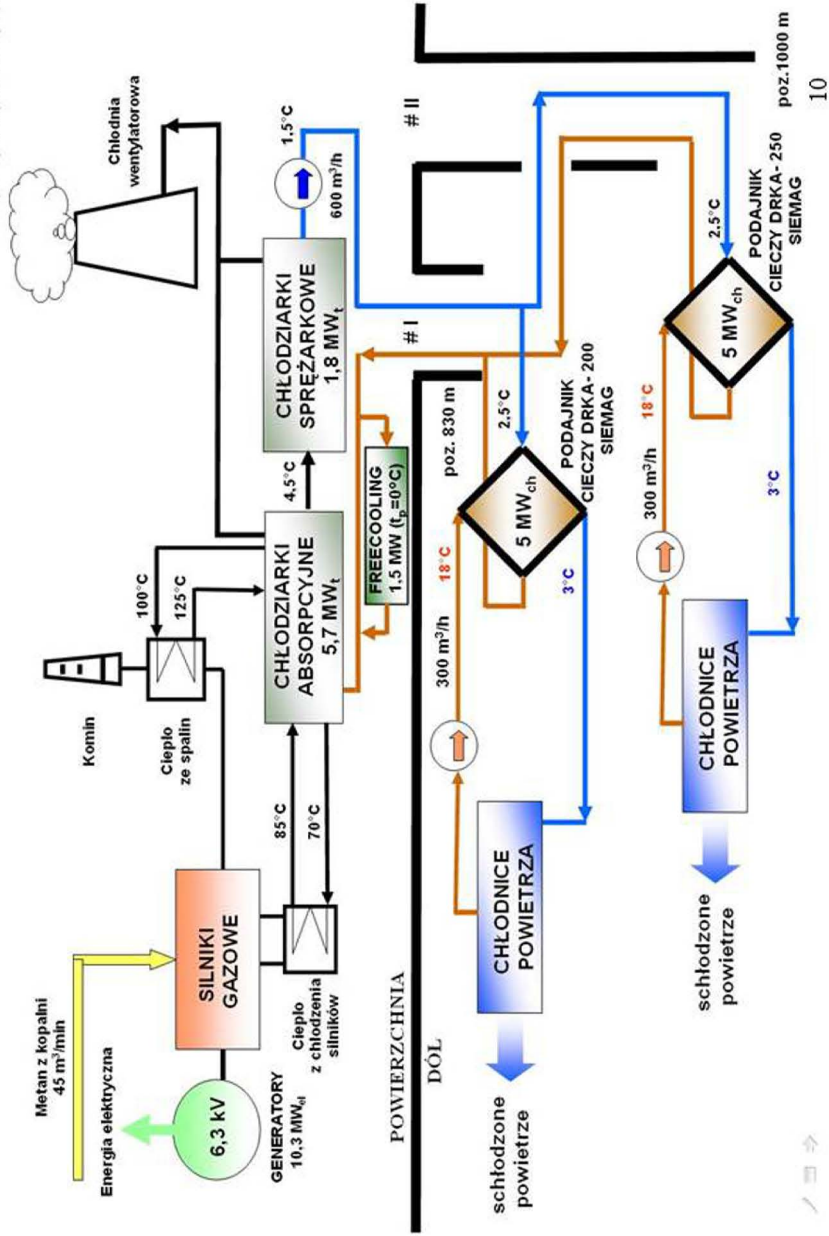 Metan z kopalni
45 m³/min
Energia elektryczna
6,3 kV
GENERATORY
10,3 MWel
SILNIKI
GAZOWE
Ciepło
z chłodzenia
silników
85°C
70°C
Komin
Ciepło
ze spalin
100°C
125°C
CHŁODZIARKI
ABSORPCYJNE
5,7 MWt
4,5°C
FREECOOLING
1,5 MW (tp=0°C)
CHŁODZIARKI
SPRĘŻARKOWE
1,8 MWt
Chłodnia
wentylatorowa
1,5°C
600 m³/h
POWIERZCHNIA
DÓL
# I
# II
poz. 830 m
2,5°C
300 m³/h
18°C
5 MWch
3°C
PODAJNIK
CIECZY DRKA- 200
SIEMAG
CHŁODNICE
POWIETRZA
schłodzone
powietrze
2,5°C
300 m³/h
18°C
5 MWch
3°C
PODAJNIK
CIECZY DRKA- 250
SIEMAG
CHŁODNICE
POWIETRZA
schłodzone
powietrze
poz.1000 m
10